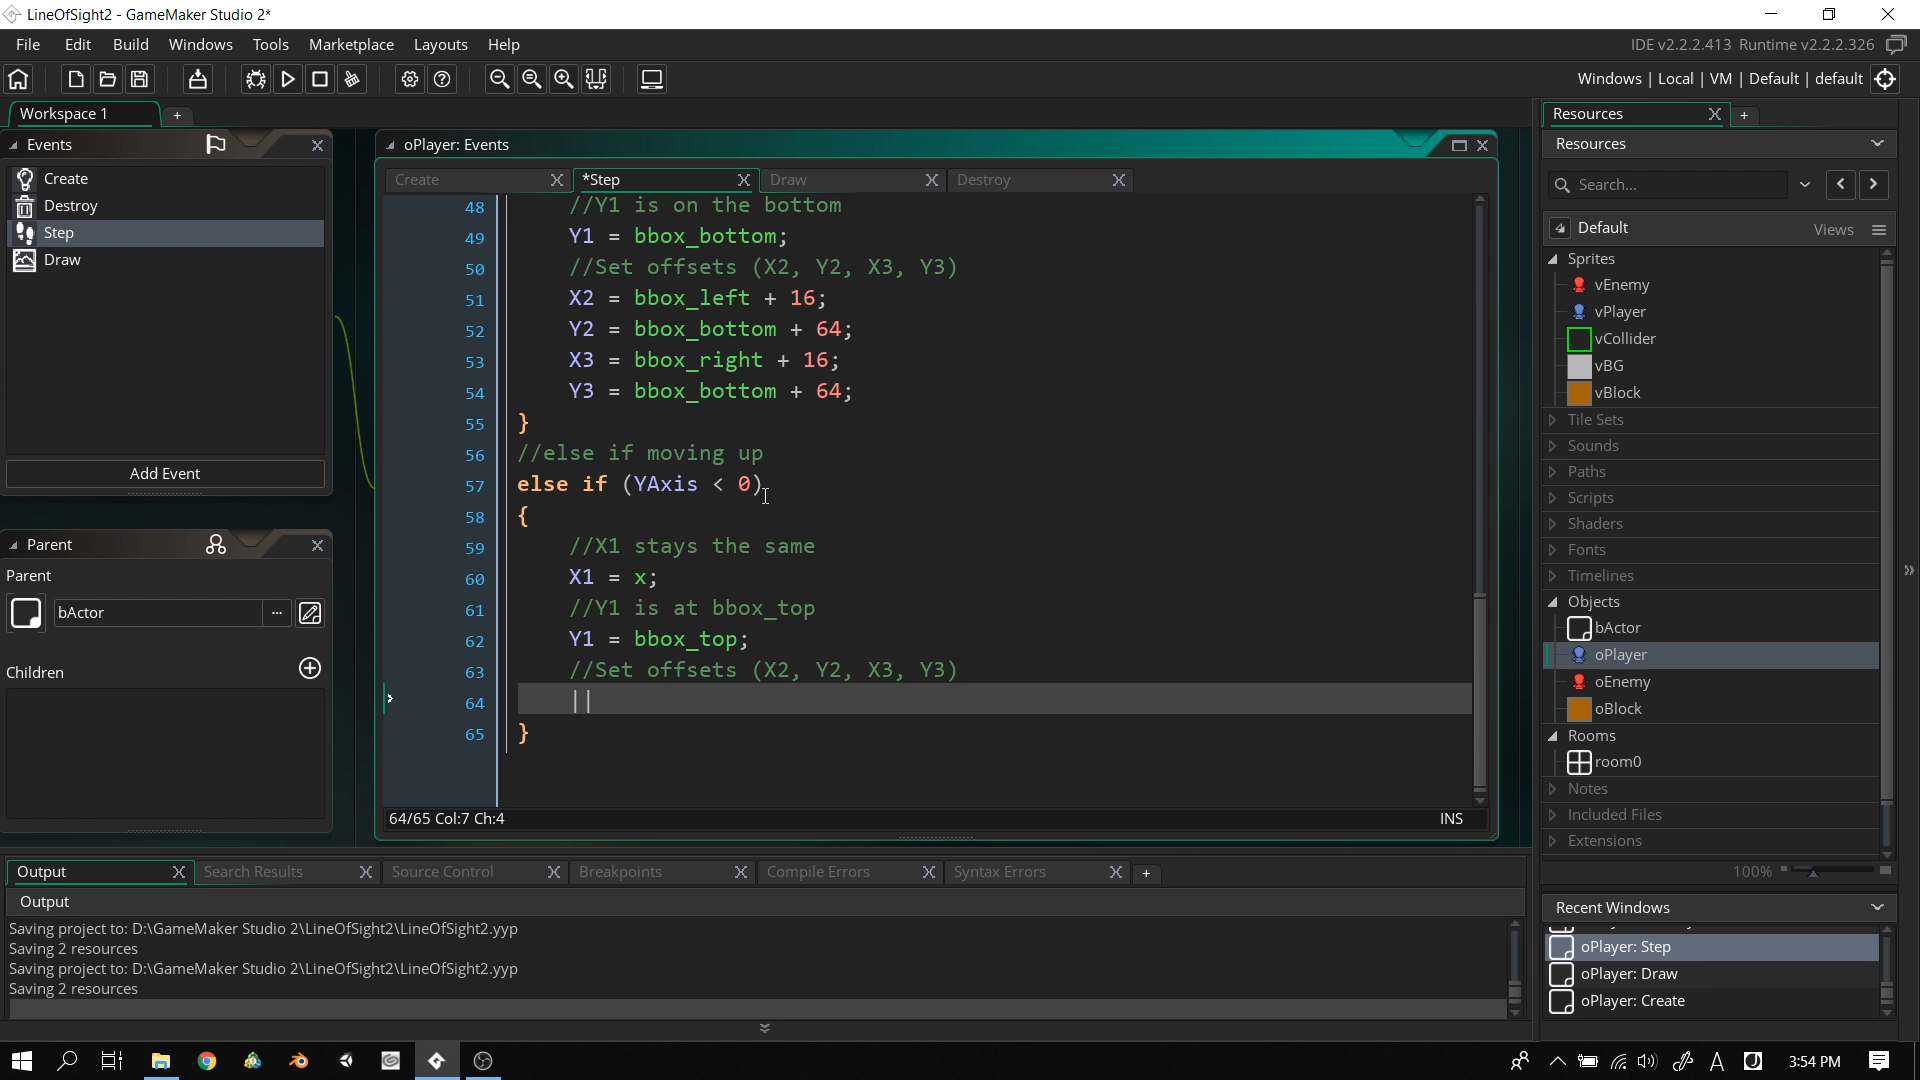 LineOfSight2 - GameMaker Studio 2*
File Edit Build Windows Tools Marketplace Layouts Help
IDE v2.2.2.413 Runtime v2.2.2.326
Windows | Local | VM | Default | default
Workspace 1
Events
Create
Destroy
Step
Draw
Add Event
Parent
Parent
bActor
...
Children
oPlayer: Events
Create *Step Draw Destroy
48 //Y1 is on the bottom
49 Y1 = bbox_bottom;
50 //Set offsets (X2, Y2, X3, Y3)
51 X2 = bbox_left + 16;
52 Y2 = bbox_bottom + 64;
53 X3 = bbox_right + 16;
54 Y3 = bbox_bottom + 64;
55 }
56 //else if moving up
57 else if (YAxis < 0)
58 {
59 //X1 stays the same
60 X1 = x;
61 //Y1 is at bbox_top
62 Y1 = bbox_top;
63 //Set offsets (X2, Y2, X3, Y3)
64
65 }
64/65 Col:7 Ch:4 INS
Resources
Resources
Search...
Default Views
Sprites
vEnemy
vPlayer
vCollider
vBG
vBlock
Tile Sets
Sounds
Paths
Scripts
Shaders
Fonts
Timelines
Objects
bActor
oPlayer
oEnemy
oBlock
Rooms
room0
Notes
Included Files
Extensions
100%
Recent Windows
oPlayer: Step
oPlayer: Draw
oPlayer: Create
Output Search Results Source Control Breakpoints Compile Errors Syntax Errors
Output
Saving project to: D:\GameMaker Studio 2\LineOfSight2\LineOfSight2.yyp
Saving 2 resources
Saving project to: D:\GameMaker Studio 2\LineOfSight2\LineOfSight2.yyp
Saving 2 resources
3:54 PM